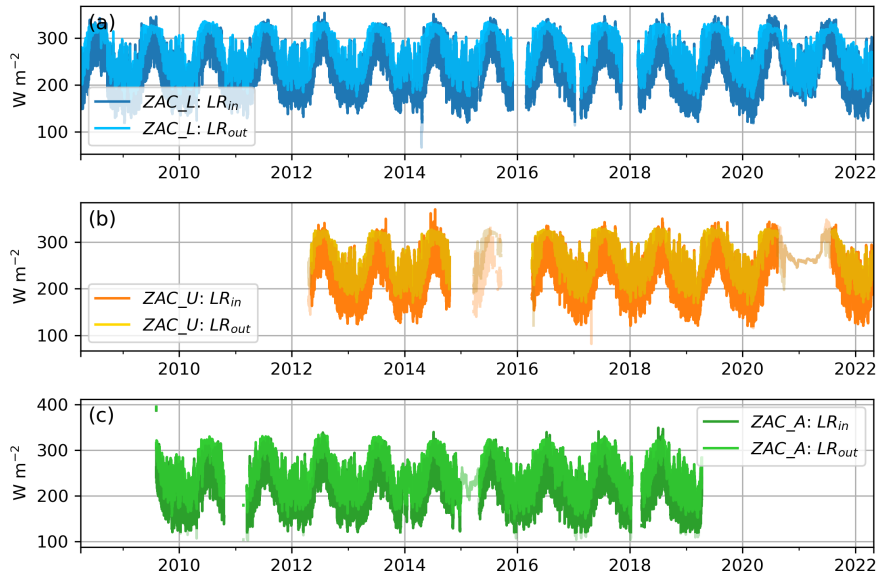 (a)
W m⁻²
300
200
100
ZAC_L: LR_in
ZAC_L: LR_out
2010 2012 2014 2016 2018 2020 2022
(b)
W m⁻²
300
200
100
ZAC_U: LR_in
ZAC_U: LR_out
2010 2012 2014 2016 2018 2020 2022
(c)
W m⁻²
400
300
200
100
ZAC_A: LR_in
ZAC_A: LR_out
2010 2012 2014 2016 2018 2020 2022